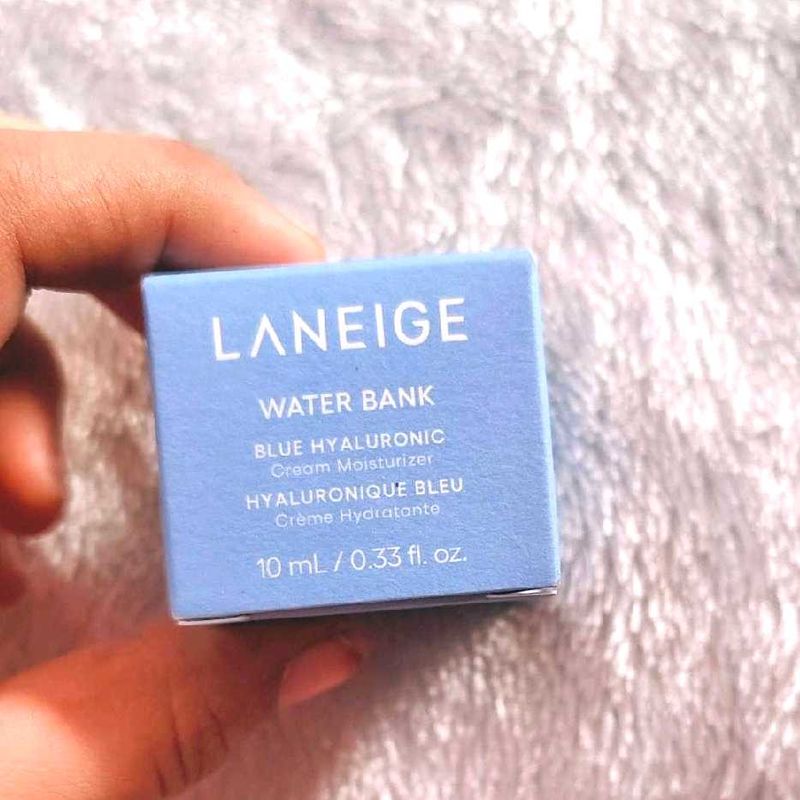 LANEIGE
WATER BANK
BLUE HYALURONIC
Cream Moisturizer
HYALURONIQUE BLEU
Crème Hydratante
10 mL / 0.33 fl. oz.